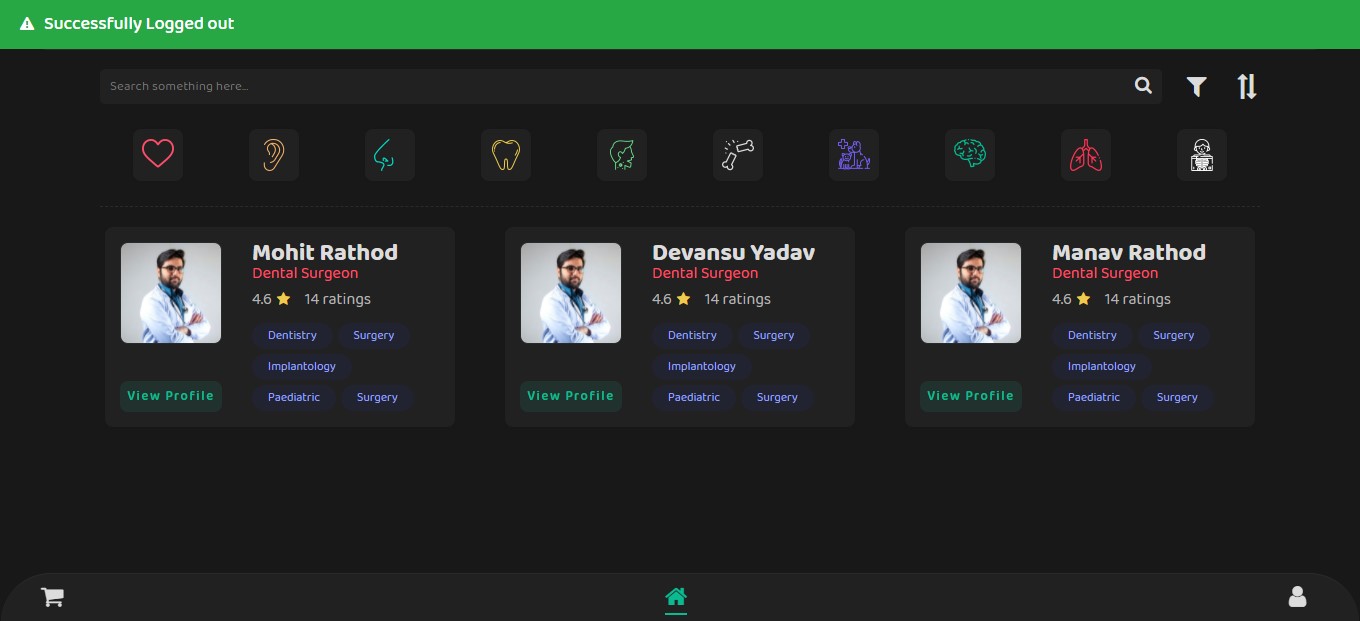 Successfully Logged out
Search something here...
Mohit Rathod
Dental Surgeon
4.6 14 ratings
Dentistry Surgery
Implantology
Paediatric Surgery
View Profile
Devansu Yadav
Dental Surgeon
4.6 14 ratings
Dentistry Surgery
Implantology
Paediatric Surgery
View Profile
Manav Rathod
Dental Surgeon
4.6 14 ratings
Dentistry Surgery
Implantology
Paediatric Surgery
View Profile